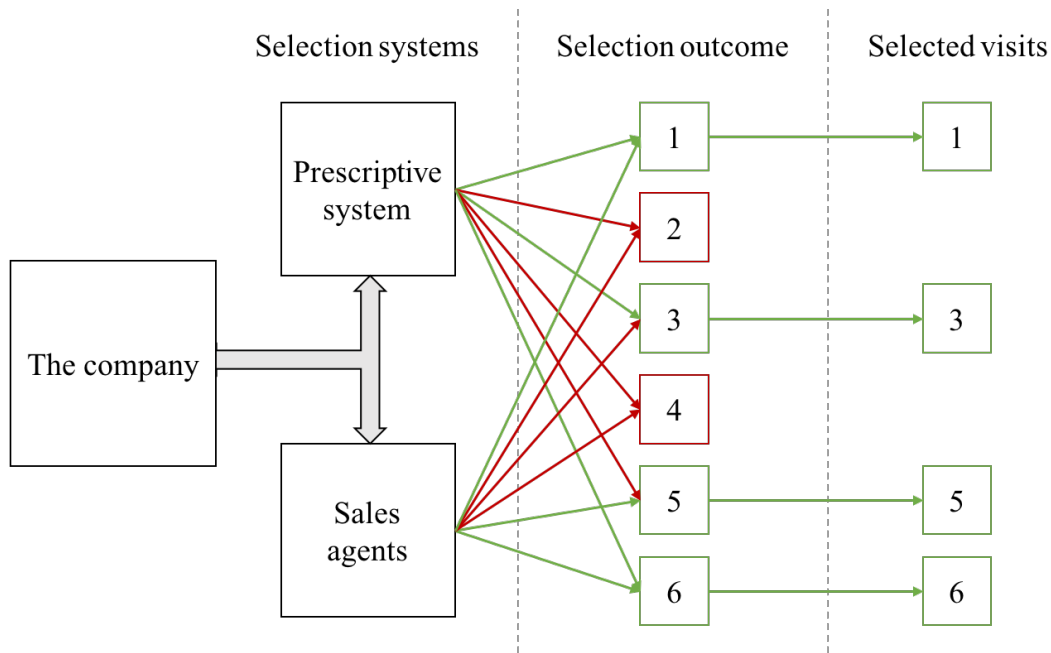 Selection systems
Selection outcome
Selected visits
The company
Prescriptive
system
Sales
agents
1
2
3
4
5
6
1
3
5
6